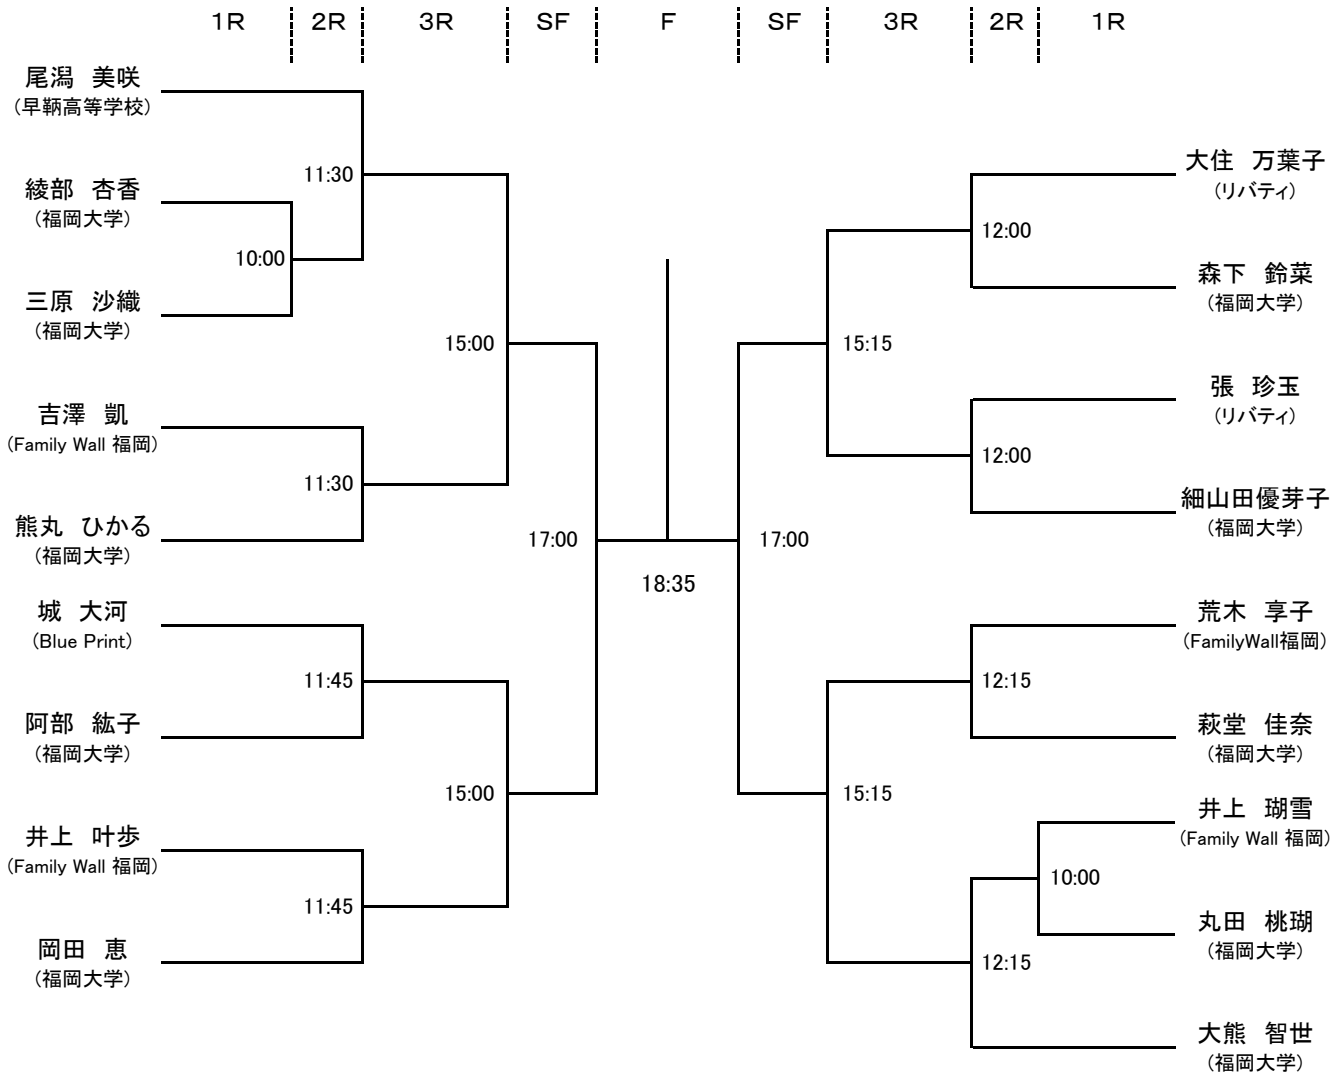 1R 2R 3R SF F SF 3R 2R 1R
尾潟 美咲
(早鞆高等学校)
11:30
綾部 杏香
(福岡大学)
10:00
三原 沙織
(福岡大学)
15:00
吉澤 凱
(Family Wall 福岡)
11:30
熊丸 ひかる
(福岡大学)
17:00
城 大河
(Blue Print)
11:45
阿部 紘子
(福岡大学)
15:00
井上 叶歩
(Family Wall 福岡)
11:45
岡田 恵
(福岡大学)
18:35
大住 万葉子
(リバティ)
12:00
森下 鈴菜
(福岡大学)
15:15
張 珍玉
(リバティ)
12:00
細山田優芽子
(福岡大学)
17:00
荒木 享子
(FamilyWall福岡)
12:15
萩堂 佳奈
(福岡大学)
15:15
井上 瑚雪
(Family Wall 福岡)
10:00
丸田 桃瑚
(福岡大学)
12:15
大熊 智世
(福岡大学)